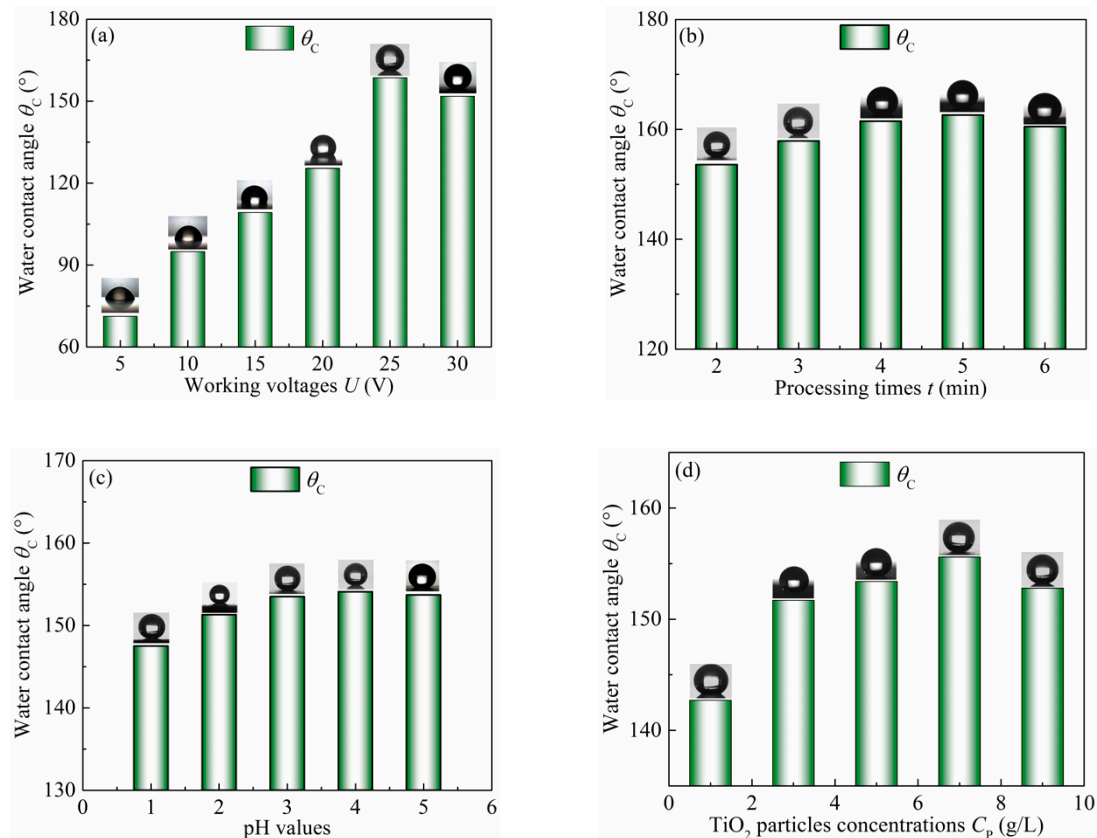 (a)
θC
Water contact angle θC (°)
180
150
120
90
60
5 10 15 20 25 30
Working voltages U (V)
(b)
θC
Water contact angle θC (°)
180
160
140
120
2 3 4 5 6
Processing times t (min)
(c)
θC
Water contact angle θC (°)
170
160
150
140
130
0 1 2 3 4 5 6
pH values
(d)
θC
Water contact angle θC (°)
160
150
140
0 2 4 6 8 10
TiO2 particles concentrations CP (g/L)